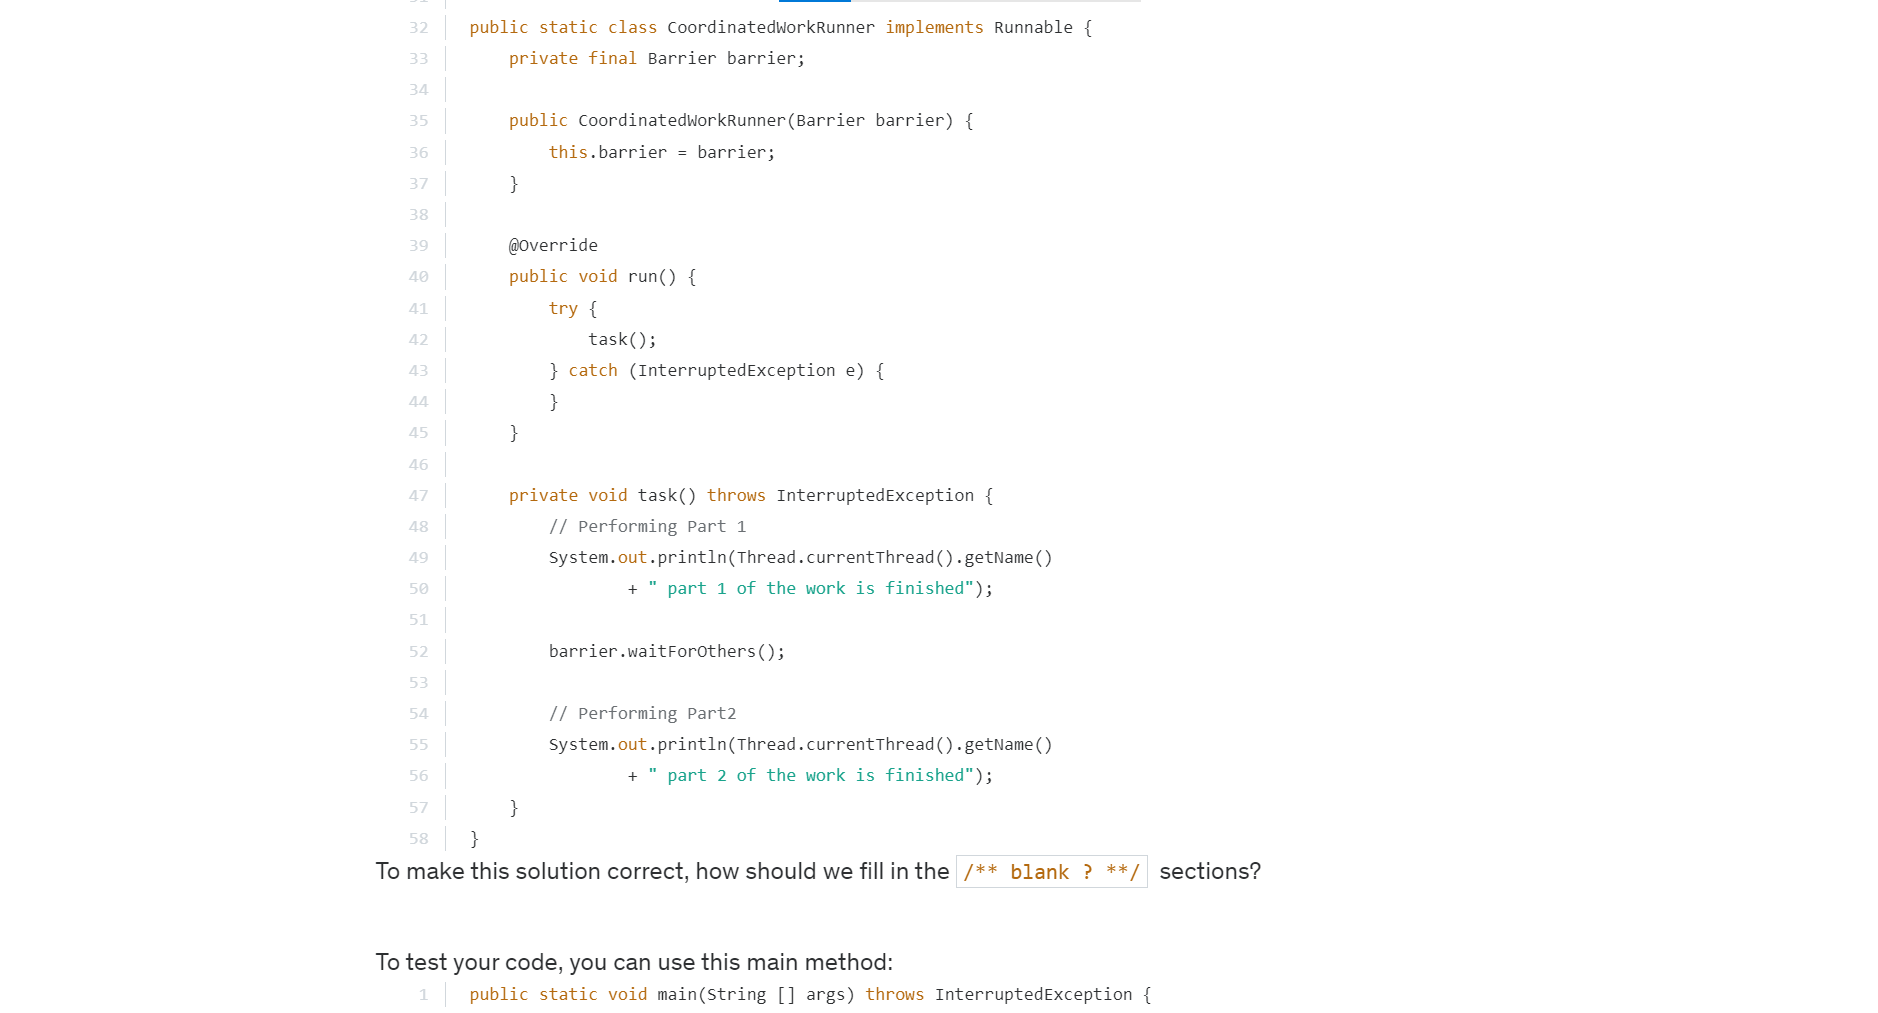 32 public static class CoordinatedWorkRunner implements Runnable {
33 private final Barrier barrier;
34
35 public CoordinatedWorkRunner(Barrier barrier) {
36 this.barrier = barrier;
37 }
38
39 @Override
40 public void run() {
41 try {
42 task();
43 } catch (InterruptedException e) {
44 }
45 }
46
47 private void task() throws InterruptedException {
48 // Performing Part 1
49 System.out.println(Thread.currentThread().getName()
50 + " part 1 of the work is finished");
51
52 barrier.waitForOthers();
53
54 // Performing Part2
55 System.out.println(Thread.currentThread().getName()
56 + " part 2 of the work is finished");
57 }
58 }
To make this solution correct, how should we fill in the /** blank ? **/ sections?
To test your code, you can use this main method:
1 public static void main(String [] args) throws InterruptedException {